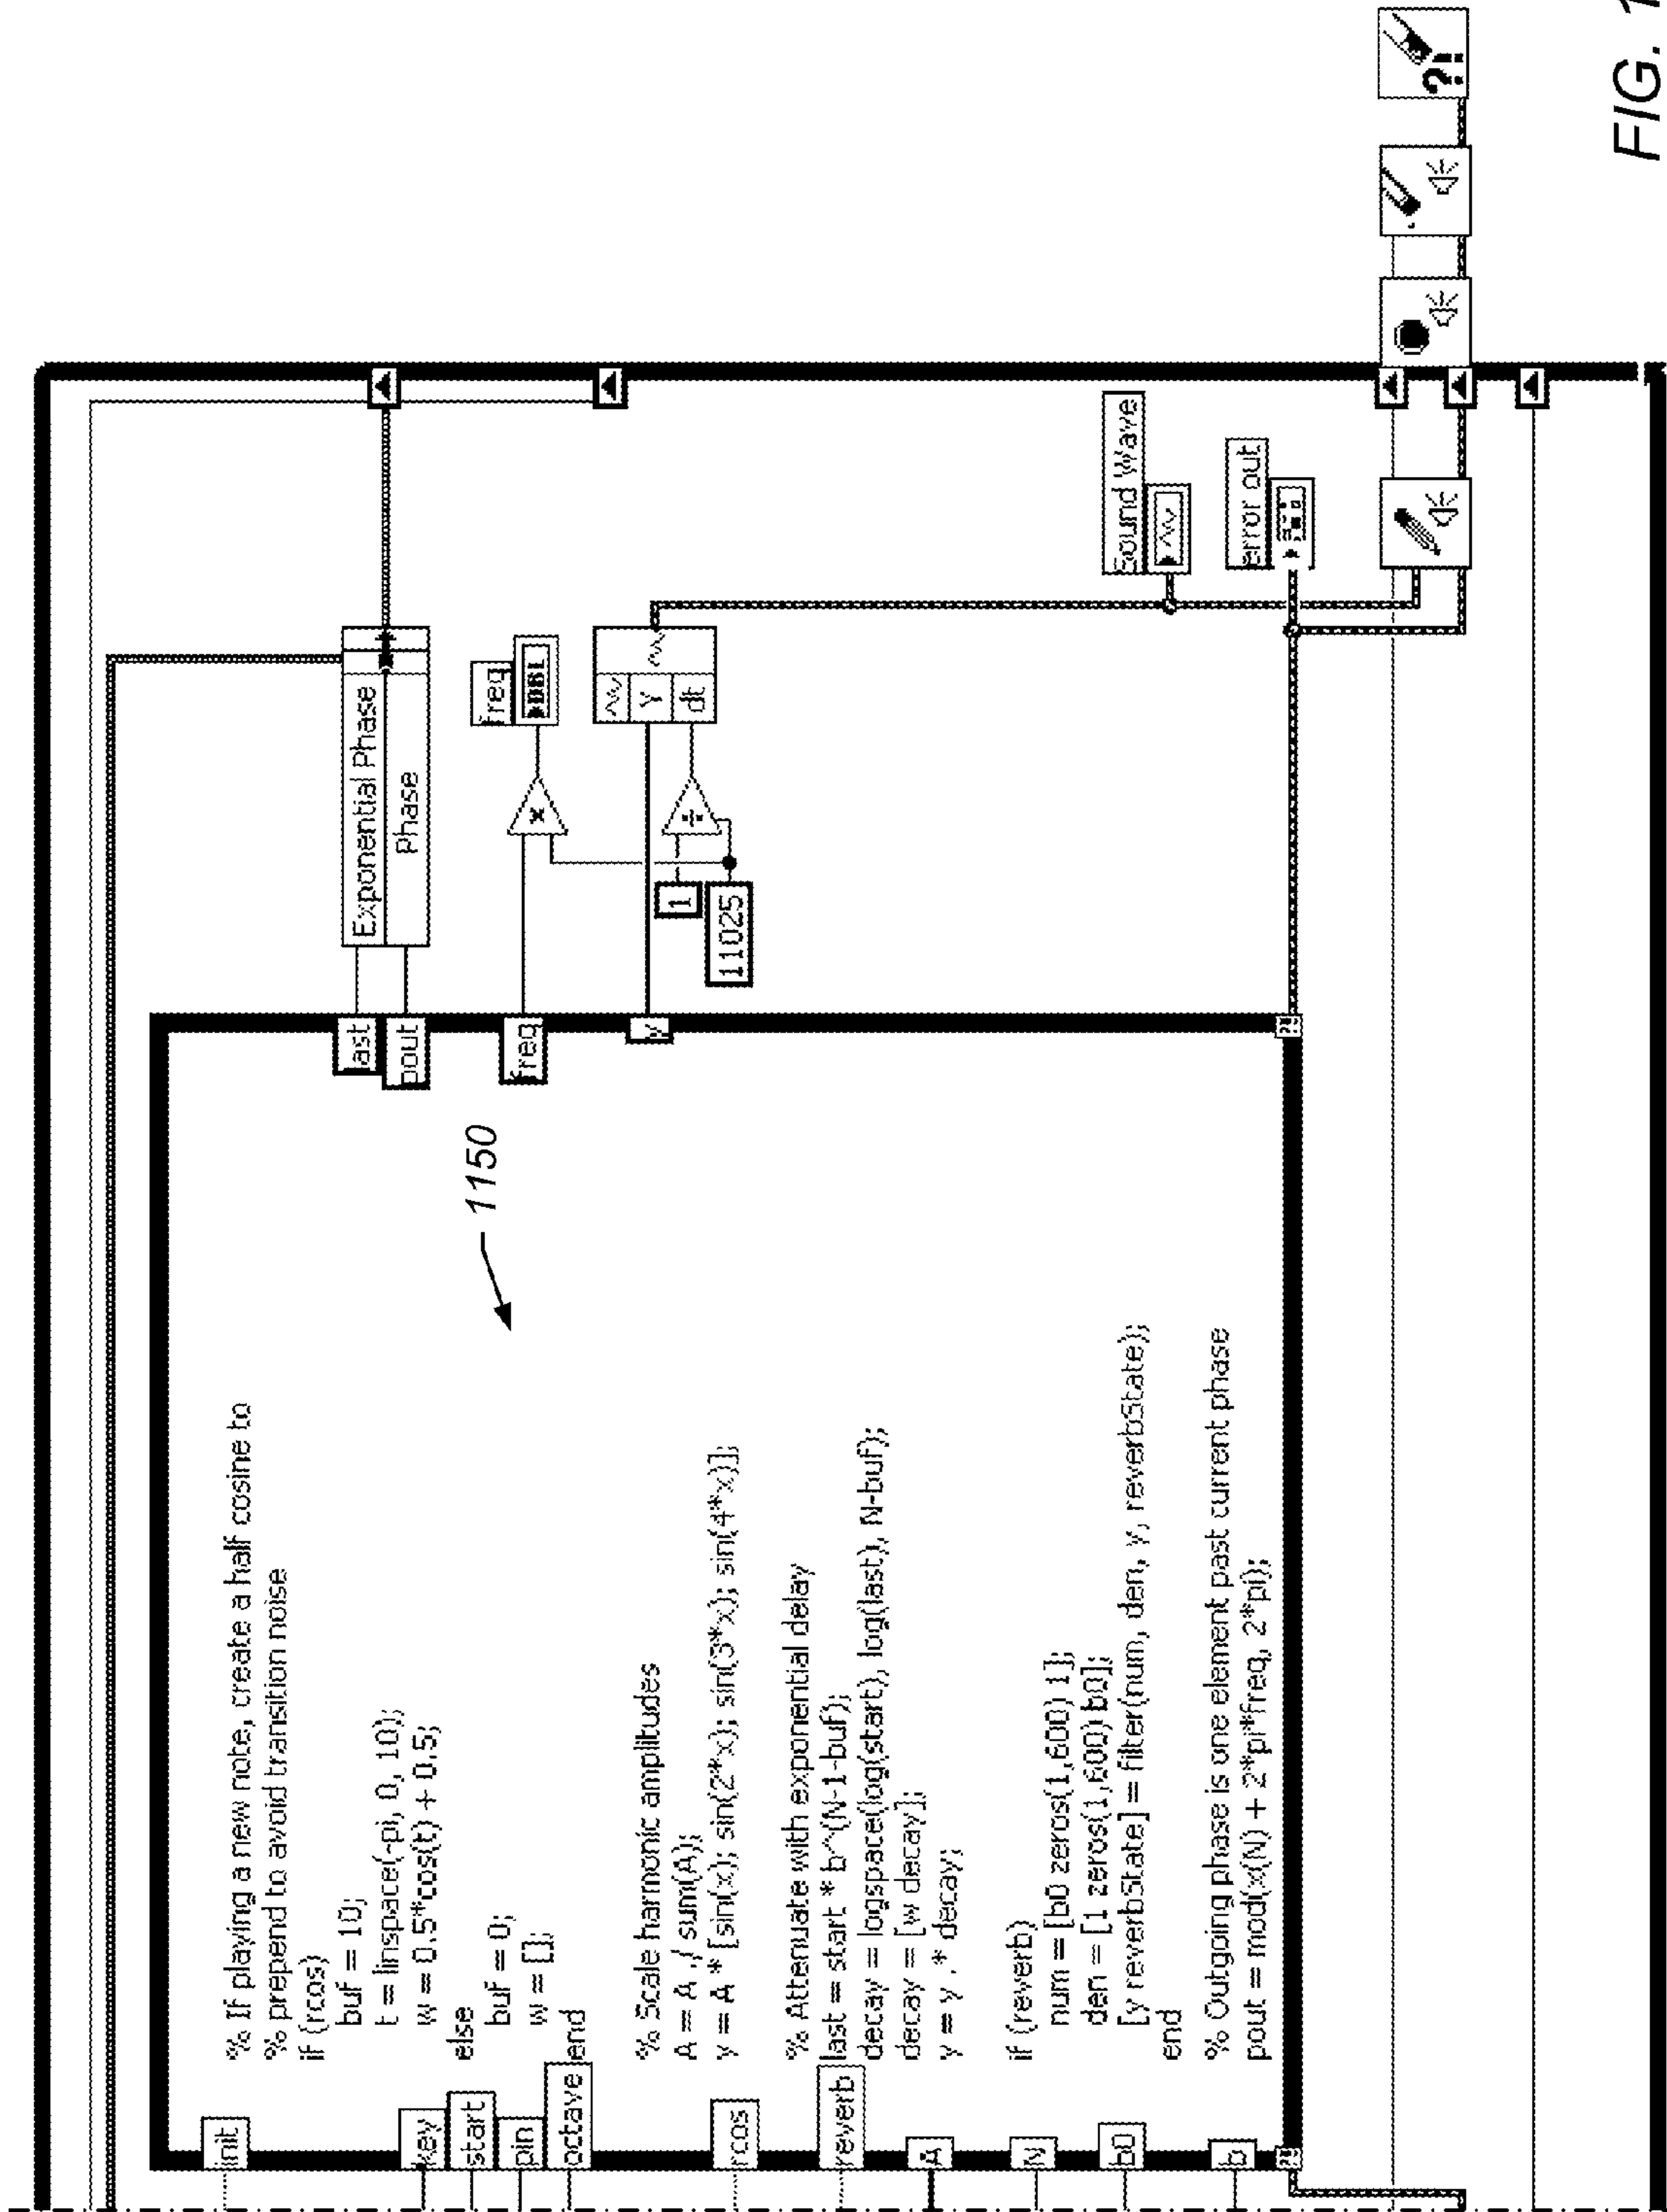 init
key
start
pin
octave
rcos
reverb
A
N
b0
b
% If playing a new note, create a half cosine to
% prepend to avoid transition noise
if (rcos)
buf = 10;
t = linspace(-pi, 0, 10);
w = 0.5*cos(t) + 0.5;
else
buf = 0;
w = [];
end
% Scale harmonic amplitudes
A = A ./ sum(A);
y = A * [sin(x); sin(2*x); sin(3*x); sin(4*x)];
% Attenuate with exponential delay
last = start * b^(N-1-buf);
decay = logspace(log(start), log(last), N-buf);
decay = [w decay];
y = y .* decay;
if (reverb)
num = [b0 zeros(1,600) 1];
den = [1 zeros(1,600) b0];
[y reverbState] = filter(num, den, y, reverbState);
end
% Outgoing phase is one element past current phase
pout = mod(x(N) + 2*pi*freq, 2*pi);
1150
last
pout
freq
y
Exponential Phase
Phase
freq
DBL
x
÷
1
11025
Y
dt
Sound Wave
error out
?!
FIG. 1